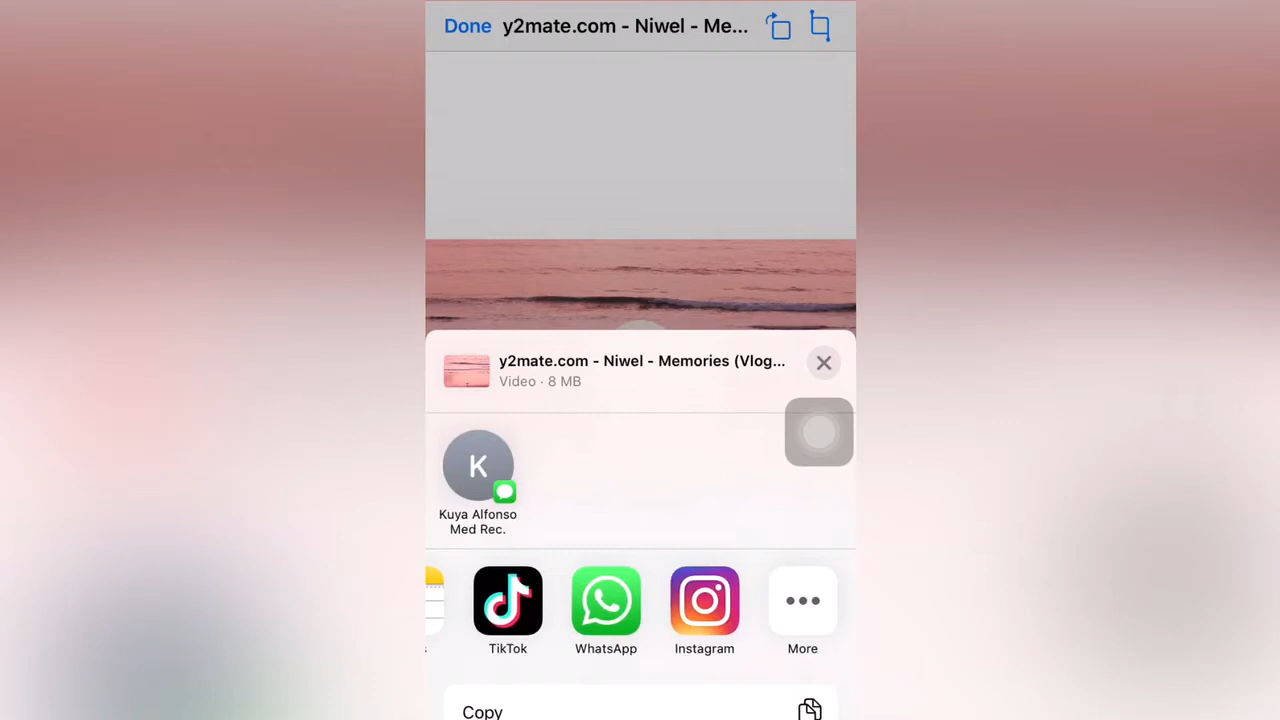 Done y2mate.com - Niwel - Me...
y2mate.com - Niwel - Memories (Vlog...
Video · 8 MB
K
Kuya Alfonso
Med Rec.
s TikTok WhatsApp Instagram More
Copy